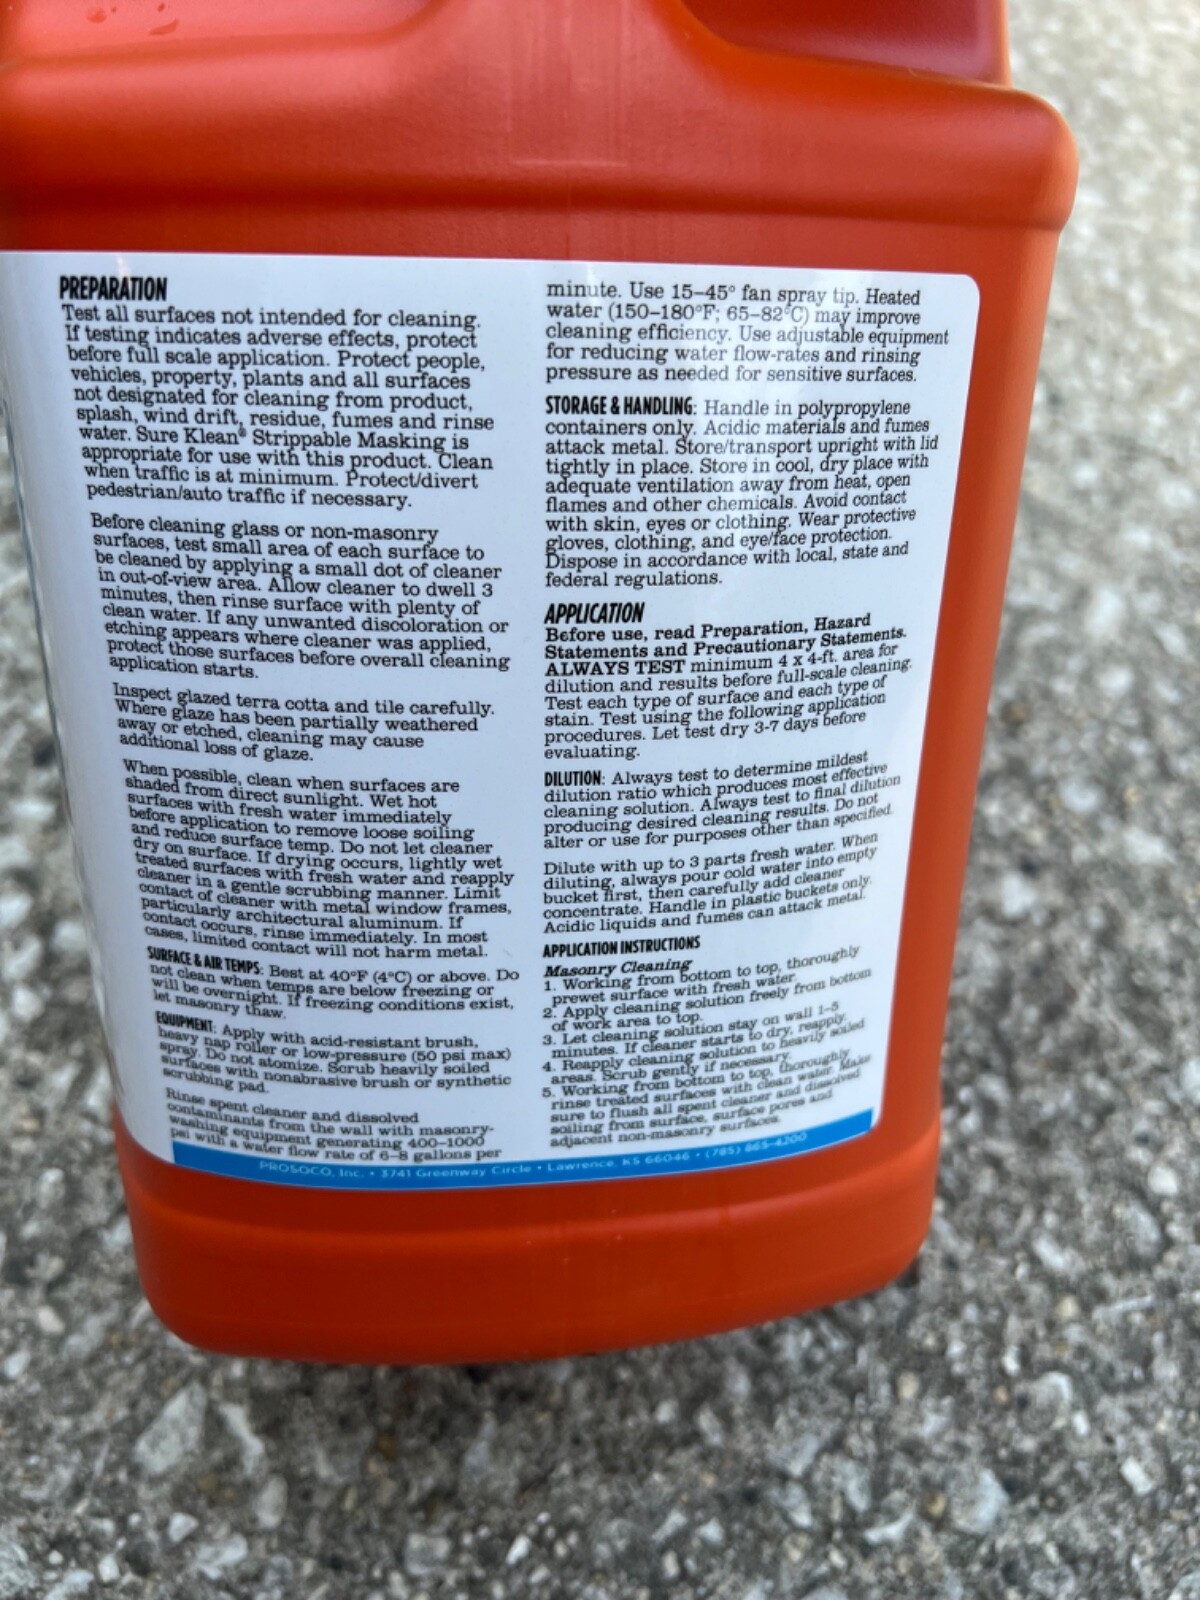 PREPARATION
Test all surfaces not intended for cleaning.
If testing indicates adverse effects, protect
before full scale application. Protect people,
vehicles, property, plants and all surfaces
not designated for cleaning from product,
splash, wind drift, residue, fumes and rinse
water. Sure Klean® Strippable Masking is
appropriate for use with this product. Clean
when traffic is at minimum. Protect/divert
pedestrian/auto traffic if necessary.
Before cleaning glass or non-masonry
surfaces, test small area of each surface to
be cleaned by applying a small dot of cleaner
in out-of-view area. Allow cleaner to dwell 3
minutes, then rinse surface with plenty of
clean water. If any unwanted discoloration or
etching appears where cleaner was applied,
protect those surfaces before overall cleaning
application starts.
Inspect glazed terra cotta and tile carefully.
Where glaze has been partially weathered
away or etched, cleaning may cause
additional loss of glaze.
When possible, clean when surfaces are
shaded from direct sunlight. Wet hot
surfaces with fresh water immediately
before application to remove loose soiling
and reduce surface temp. Do not let cleaner
dry on surface. If drying occurs, lightly wet
treated surfaces with fresh water and reapply
cleaner in a gentle scrubbing manner. Limit
contact of cleaner with metal window frames,
particularly architectural aluminum. If
contact occurs, rinse immediately. In most
cases, limited contact will not harm metal.
SURFACE & AIR TEMPS: Best at 40°F (4°C) or above. Do
not clean when temps are below freezing or
will be overnight. If freezing conditions exist,
let masonry thaw.
EQUIPMENT: Apply with acid-resistant brush,
heavy nap roller or low-pressure (50 psi max)
spray. Do not atomize. Scrub heavily soiled
surfaces with nonabrasive brush or synthetic
scrubbing pad.
Rinse spent cleaner and dissolved
contaminants from the wall with masonry-
washing equipment generating 400–1000
psi with a water flow rate of 6–8 gallons per
minute. Use 15–45° fan spray tip. Heated
water (150–180°F; 65–82°C) may improve
cleaning efficiency. Use adjustable equipment
for reducing water flow-rates and rinsing
pressure as needed for sensitive surfaces.
STORAGE & HANDLING: Handle in polypropylene
containers only. Acidic materials and fumes
attack metal. Store/transport upright with lid
tightly in place. Store in cool, dry place with
adequate ventilation away from heat, open
flames and other chemicals. Avoid contact
with skin, eyes or clothing. Wear protective
gloves, clothing, and eye/face protection.
Dispose in accordance with local, state and
federal regulations.
APPLICATION
Before use, read Preparation, Hazard
Statements and Precautionary Statements.
ALWAYS TEST minimum 4 x 4-ft. area for
dilution and results before full-scale cleaning.
Test each type of surface and each type of
stain. Test using the following application
procedures. Let test dry 3-7 days before
evaluating.
DILUTION: Always test to determine mildest
dilution ratio which produces most effective
cleaning solution. Always test to final dilution
producing desired cleaning results. Do not
alter or use for purposes other than specified.
Dilute with up to 3 parts fresh water. When
diluting, always pour cold water into empty
bucket first, then carefully add cleaner
concentrate. Handle in plastic buckets only.
Acidic liquids and fumes can attack metal.
APPLICATION INSTRUCTIONS
Masonry Cleaning
1. Working from bottom to top, thoroughly
prewet surface with fresh water.
2. Apply cleaning solution freely from bottom
of work area to top.
3. Let cleaning solution stay on wall 1–5
minutes. If cleaner starts to dry, reapply.
4. Reapply cleaning solution to heavily soiled
areas. Scrub gently if necessary.
5. Working from bottom to top, thoroughly
rinse treated surfaces with clean water. Make
sure to flush all spent cleaner and dissolved
soiling from surface, surface pores and
adjacent non-masonry surfaces.
PROSOCO, Inc. • 3741 Greenway Circle • Lawrence, KS 66046 • (785) 865-4200